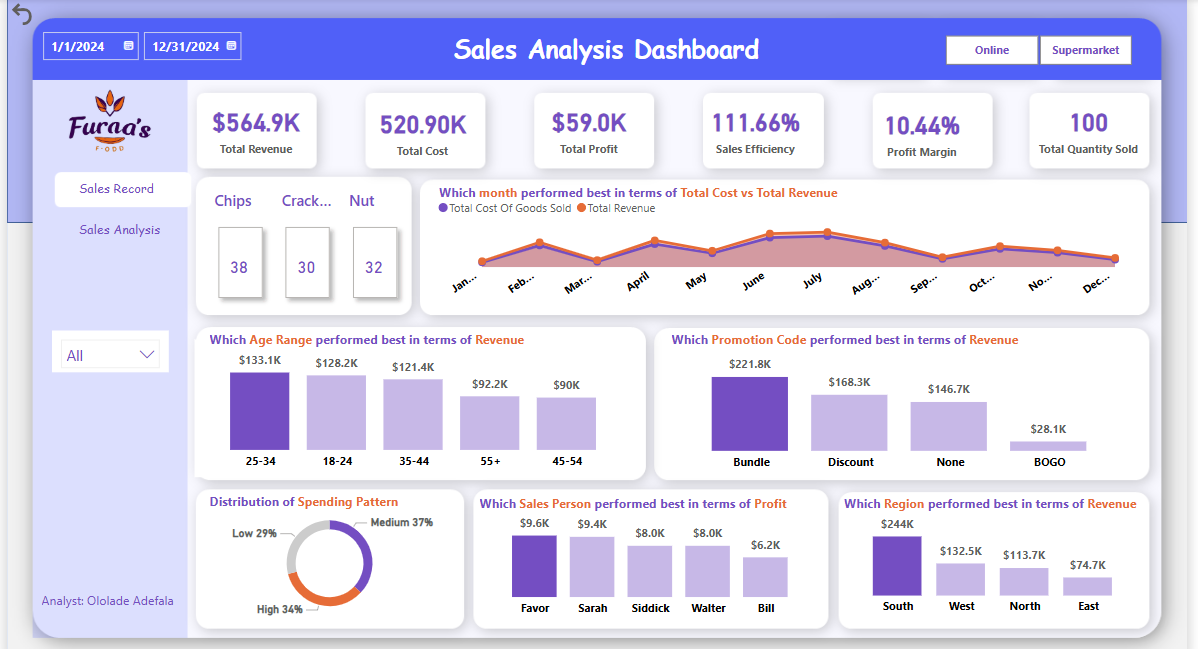 1/1/2024
12/31/2024
Sales Analysis Dashboard
Online
Supermarket
Furaa's
FOOD
Sales Record
Sales Analysis
All
Analyst: Ololade Adefala
$564.9K
Total Revenue
520.90K
Total Cost
$59.0K
Total Profit
111.66%
Sales Efficiency
10.44%
Profit Margin
100
Total Quantity Sold
Chips
Crack...
Nut
38
30
32
Which month performed best in terms of Total Cost vs Total Revenue
Total Cost Of Goods Sold
Total Revenue
Jan...
Feb...
Mar...
April
May
June
July
Aug...
Sep...
Oct...
No...
Dec...
Which Age Range performed best in terms of Revenue
$133.1K
$128.2K
$121.4K
$92.2K
$90K
25-34
18-24
35-44
55+
45-54
Which Promotion Code performed best in terms of Revenue
$221.8K
$168.3K
$146.7K
$28.1K
Bundle
Discount
None
BOGO
Distribution of Spending Pattern
Medium 37%
Low 29%
High 34%
Which Sales Person performed best in terms of Profit
$9.6K
$9.4K
$8.0K
$8.0K
$6.2K
Favor
Sarah
Siddick
Walter
Bill
Which Region performed best in terms of Revenue
$244K
$132.5K
$113.7K
$74.7K
South
West
North
East